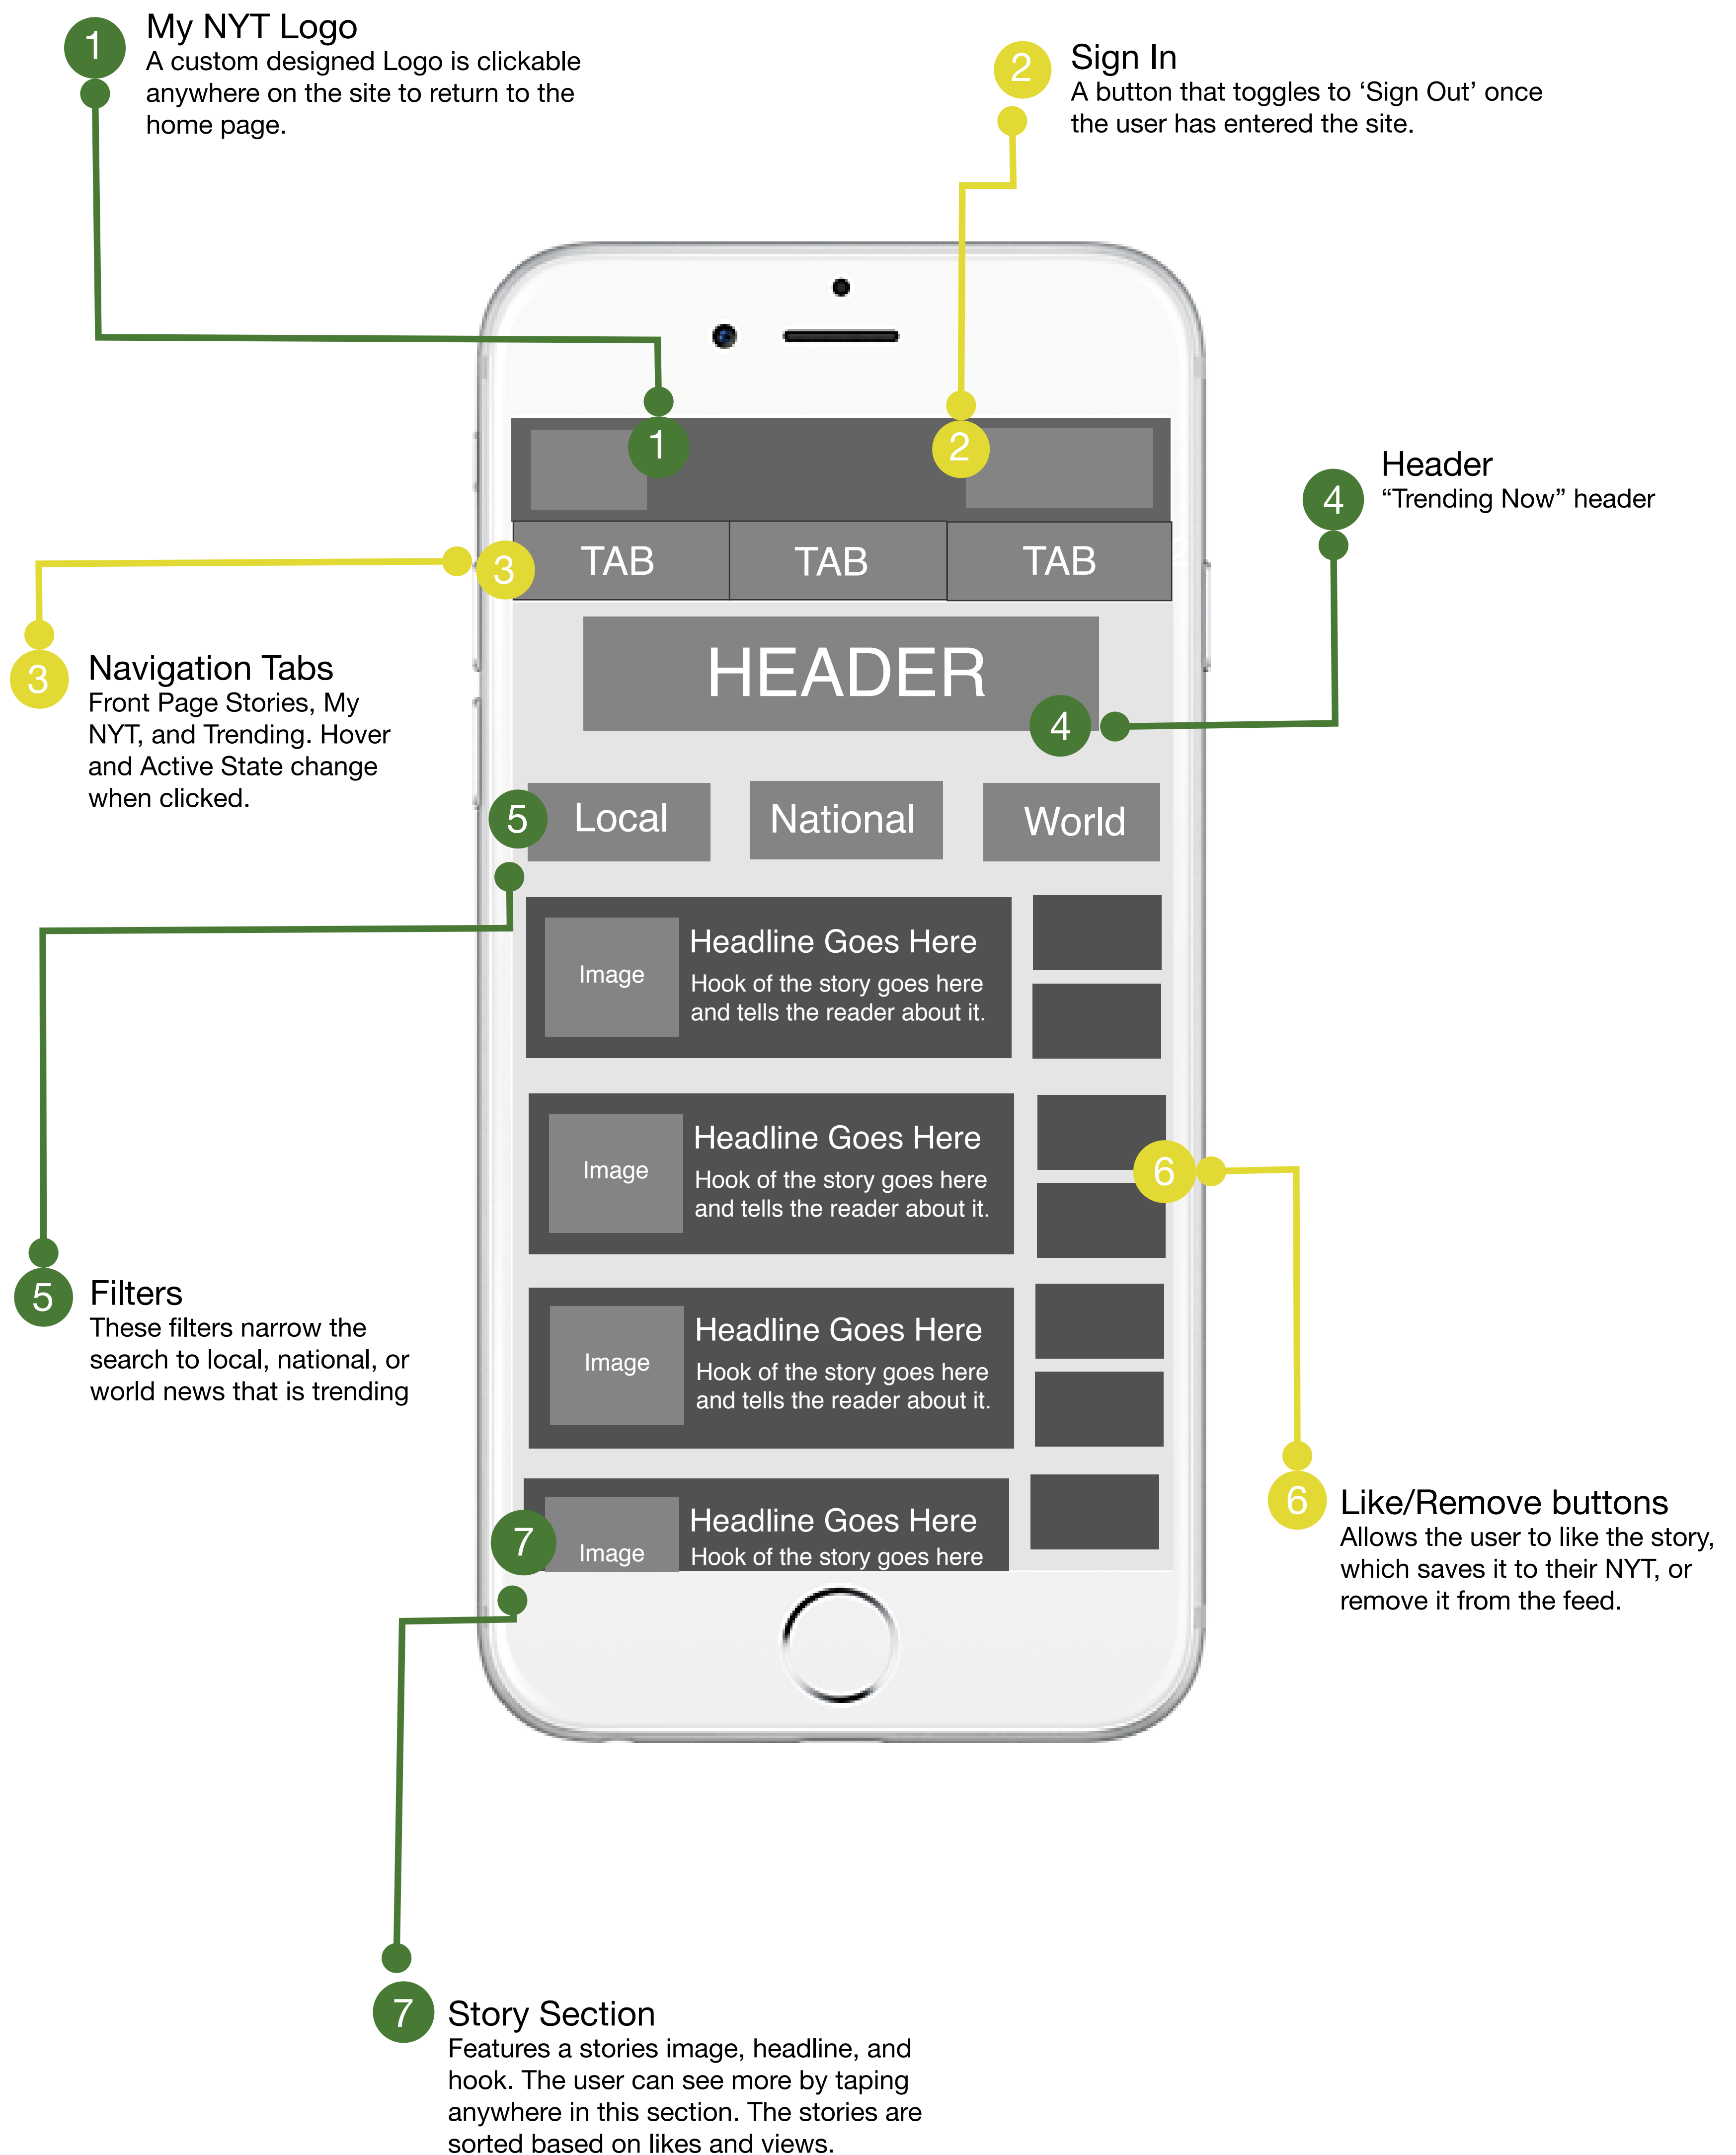 1
My NYT Logo
A custom designed Logo is clickable
anywhere on the site to return to the
home page.
2
Sign In
A button that toggles to ‘Sign Out’ once
the user has entered the site.
1
2
4
Header
“Trending Now” header
3
TAB
TAB
TAB
2
3
Navigation Tabs
Front Page Stories, My
NYT, and Trending. Hover
and Active State change
when clicked.
HEADER
4
5
Local
National
World
Image
Headline Goes Here
Hook of the story goes here
and tells the reader about it.
Image
Headline Goes Here
Hook of the story goes here
and tells the reader about it.
6
5
Filters
These filters narrow the
search to local, national, or
world news that is trending
Image
Headline Goes Here
Hook of the story goes here
and tells the reader about it.
6
Like/Remove buttons
Allows the user to like the story,
which saves it to their NYT, or
remove it from the feed.
7
Image
Headline Goes Here
Hook of the story goes here
7
Story Section
Features a stories image, headline, and
hook. The user can see more by taping
anywhere in this section. The stories are
sorted based on likes and views.